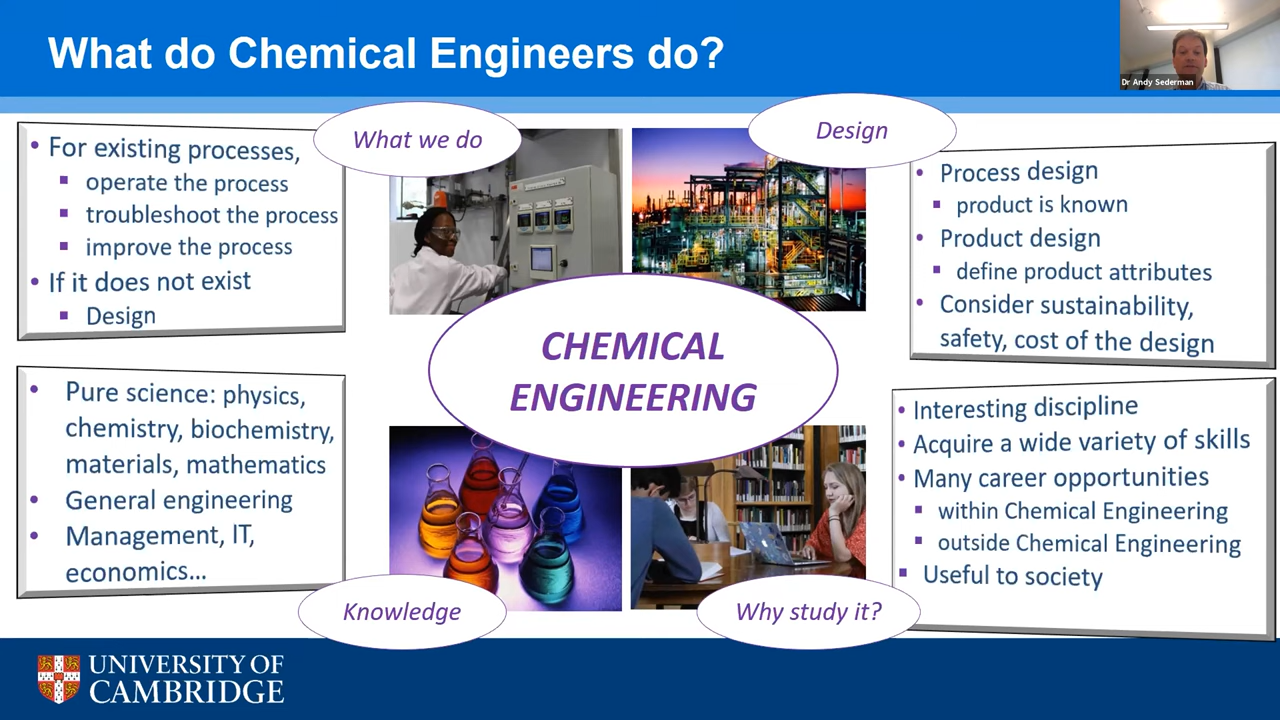 What do Chemical Engineers do?
Dr Andy Sederman
What we do
• For existing processes,
▪ operate the process
▪ troubleshoot the process
▪ improve the process
• If it does not exist
▪ Design
Design
• Process design
▪ product is known
• Product design
▪ define product attributes
• Consider sustainability,
safety, cost of the design
CHEMICAL
ENGINEERING
• Pure science: physics,
chemistry, biochemistry,
materials, mathematics
• General engineering
• Management, IT,
economics...
Knowledge
• Interesting discipline
• Acquire a wide variety of skills
• Many career opportunities
▪ within Chemical Engineering
▪ outside Chemical Engineering
▪ Useful to society
Why study it?
UNIVERSITY OF
CAMBRIDGE